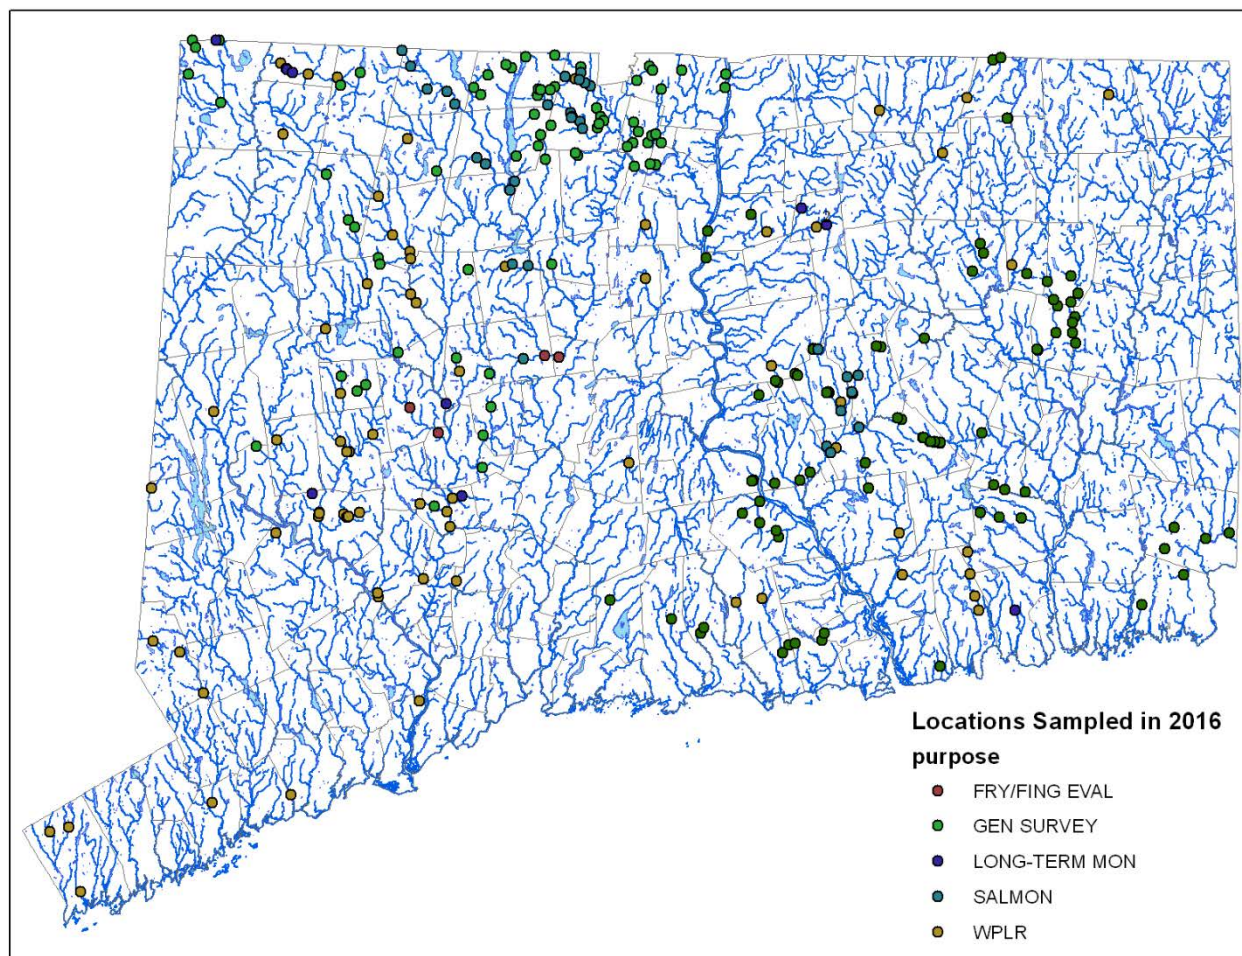 Locations Sampled in 2016
purpose
FRY/FING EVAL
GEN SURVEY
LONG-TERM MON
SALMON
WPLR